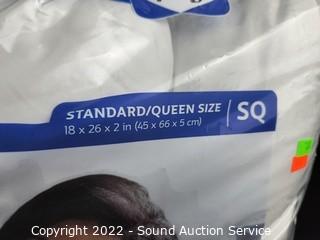 STANDARD/QUEEN SIZE | SQ
18 x 26 x 2 in (45 x 66 x 5 cm)
Copyright 2022 - Sound Auction Service